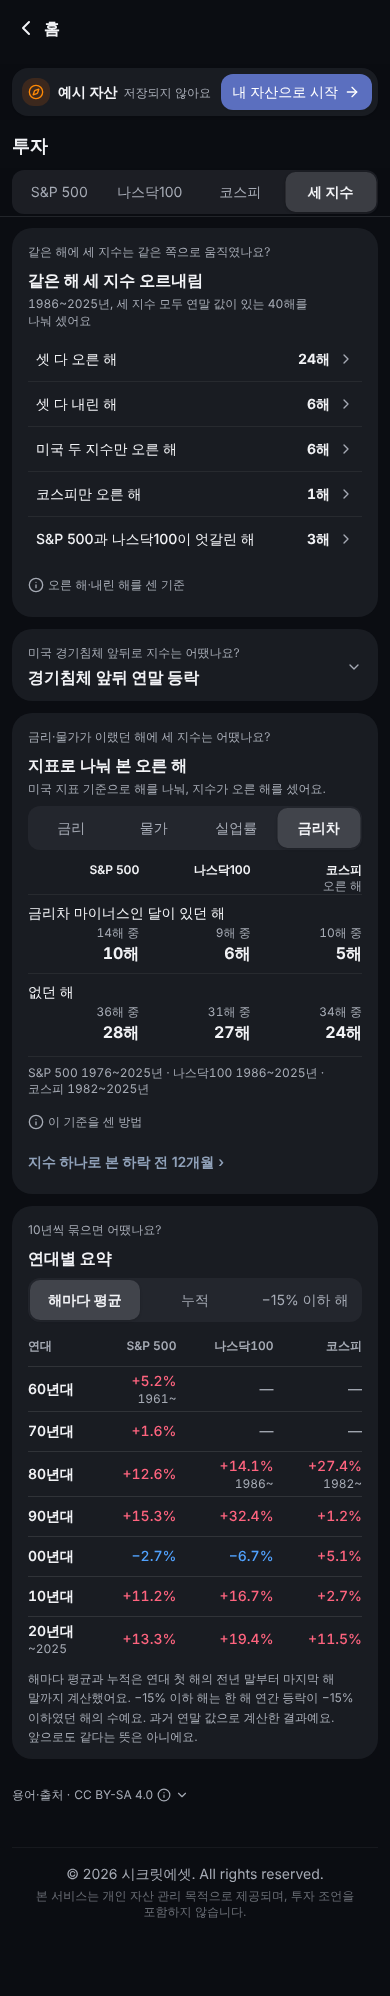 홈
예시 자산 저장되지 않아요 내 자산으로 시작 →
투자
S&P 500 나스닥100 코스피 세 지수
같은 해에 세 지수는 같은 쪽으로 움직였나요?
같은 해 세 지수 오르내림
1986~2025년, 세 지수 모두 연말 값이 있는 40해를
나눠 셌어요
셋 다 오른 해 24해
셋 다 내린 해 6해
미국 두 지수만 오른 해 6해
코스피만 오른 해 1해
S&P 500과 나스닥100이 엇갈린 해 3해
오른 해·내린 해를 센 기준
미국 경기침체 앞뒤로 지수는 어땠나요?
경기침체 앞뒤 연말 등락
금리·물가가 이랬던 해에 세 지수는 어땠나요?
지표로 나눠 본 오른 해
미국 지표 기준으로 해를 나눠, 지수가 오른 해를 셌어요.
금리 물가 실업률 금리차
S&P 500 나스닥100 코스피
오른 해
금리차 마이너스인 달이 있던 해
14해 중 9해 중 10해 중
10해 6해 5해
없던 해
36해 중 31해 중 34해 중
28해 27해 24해
S&P 500 1976~2025년 · 나스닥100 1986~2025년 ·
코스피 1982~2025년
이 기준을 센 방법
지수 하나로 본 하락 전 12개월 ›
10년씩 묶으면 어땠나요?
연대별 요약
해마다 평균 누적 −15% 이하 해
연대 S&P 500 나스닥100 코스피
60년대 +5.2% — —
1961~
70년대 +1.6% — —
80년대 +12.6% +14.1% +27.4%
1986~ 1982~
90년대 +15.3% +32.4% +1.2%
00년대 −2.7% −6.7% +5.1%
10년대 +11.2% +16.7% +2.7%
20년대 +13.3% +19.4% +11.5%
~2025
해마다 평균과 누적은 연대 첫 해의 전년 말부터 마지막 해
말까지 계산했어요. −15% 이하 해는 한 해 연간 등락이 −15%
이하였던 해의 수예요. 과거 연말 값으로 계산한 결과예요.
앞으로도 같다는 뜻은 아니에요.
용어·출처 · CC BY-SA 4.0
© 2026 시크릿에셋. All rights reserved.
본 서비스는 개인 자산 관리 목적으로 제공되며, 투자 조언을
포함하지 않습니다.